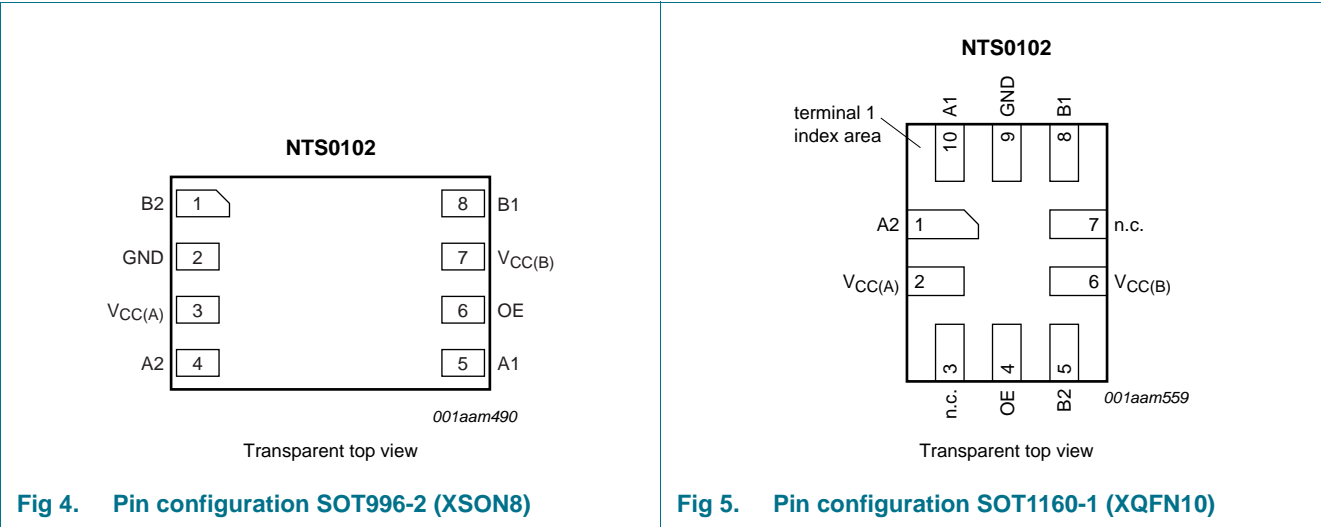 NTS0102
B2 1 8 B1
GND 2 7 VCC(B)
VCC(A) 3 6 OE
A2 4 5 A1
001aam490
Transparent top view
Fig 4. Pin configuration SOT996-2 (XSON8)
NTS0102
terminal 1
index area
A1 GND B1
10 9 8
A2 1 7 n.c.
VCC(A) 2 6 VCC(B)
3 4 5
n.c. OE B2
001aam559
Transparent top view
Fig 5. Pin configuration SOT1160-1 (XQFN10)